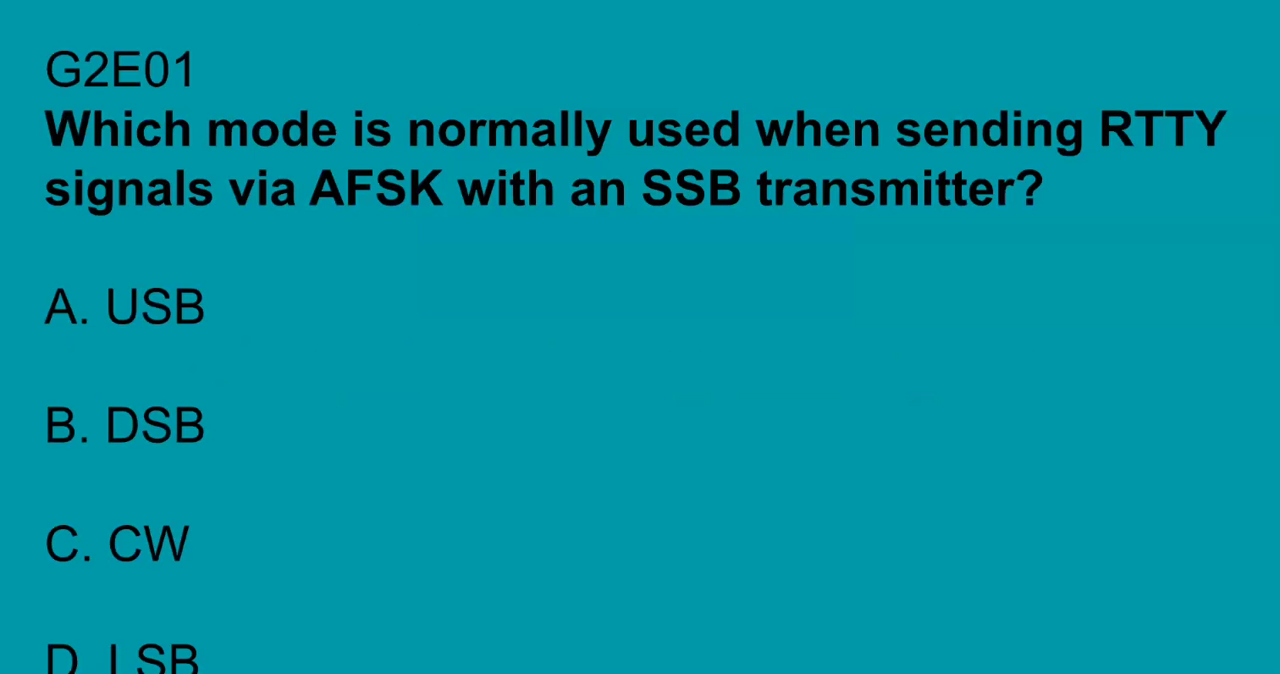 G2E01
Which mode is normally used when sending RTTY
signals via AFSK with an SSB transmitter?
A. USB
B. DSB
C. CW
D. LSB